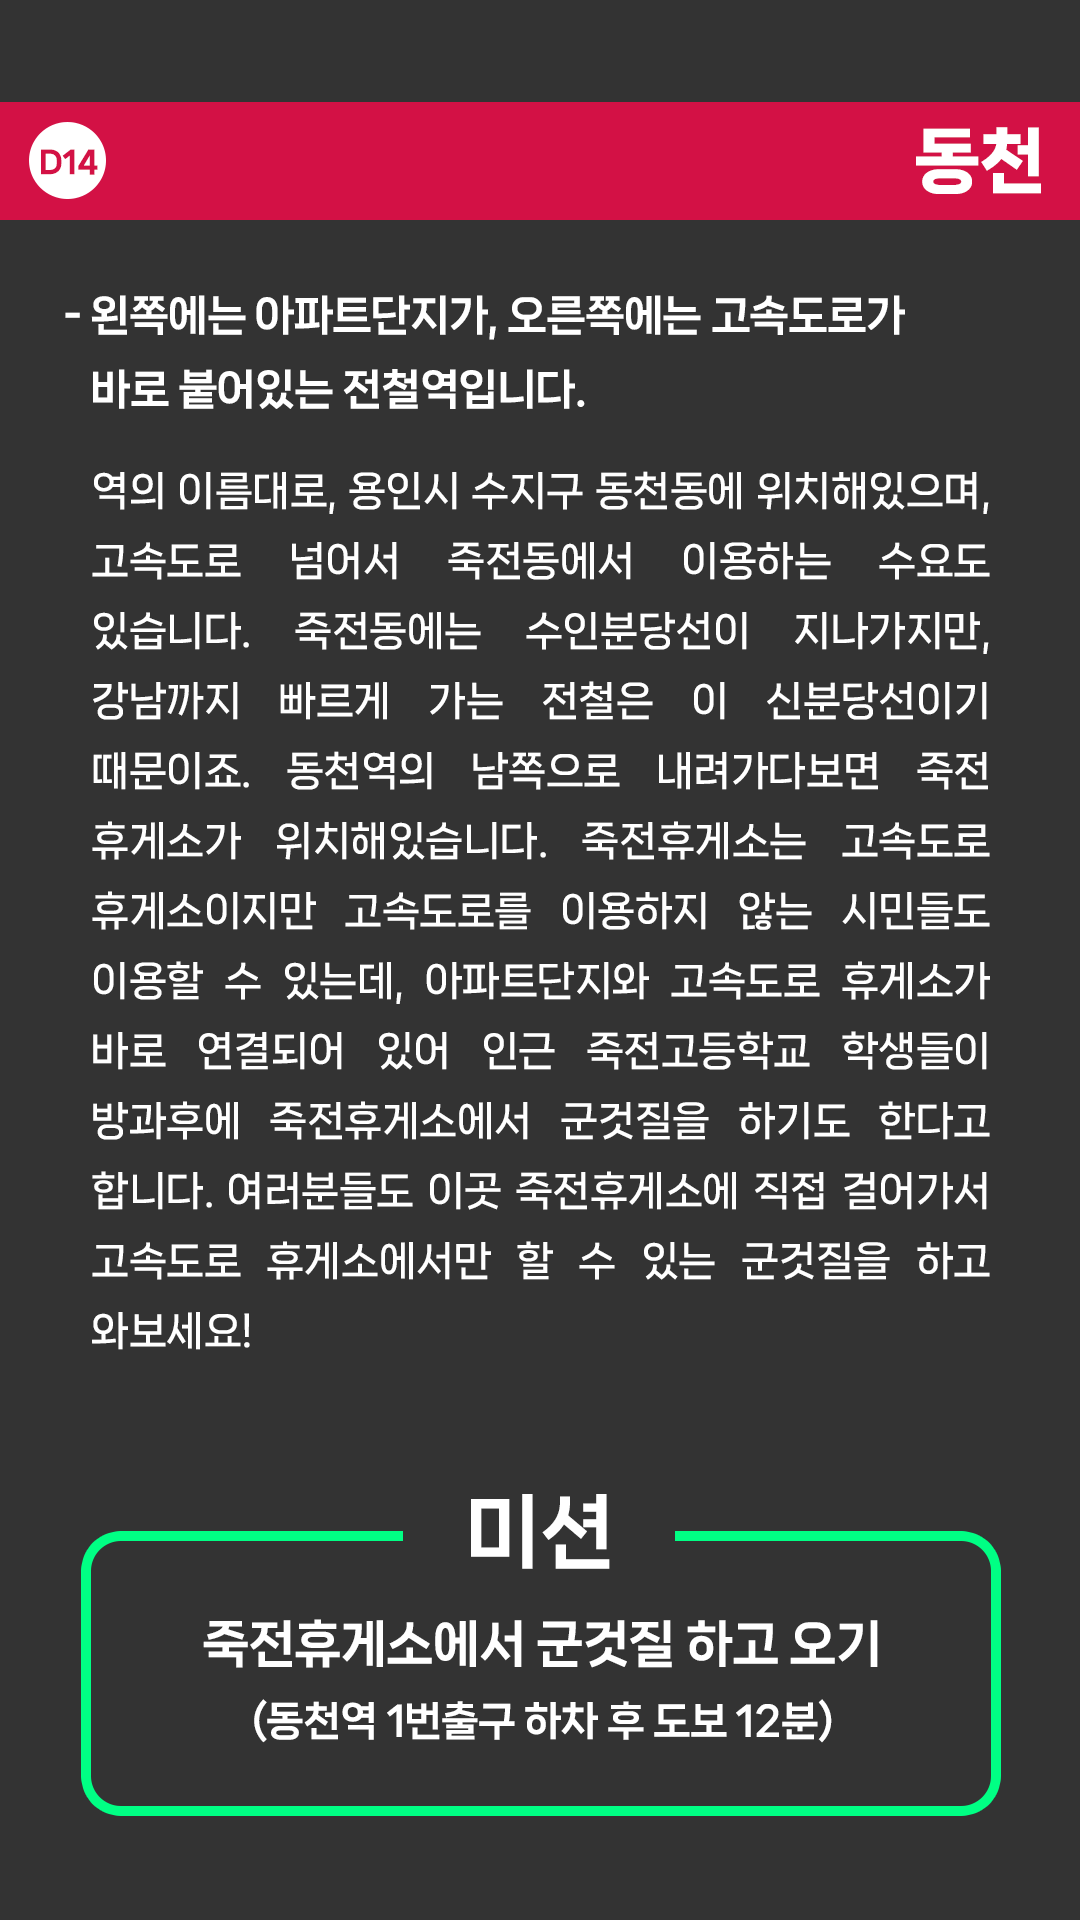 D14
동천
- 왼쪽에는 아파트단지가, 오른쪽에는 고속도로가
바로 붙어있는 전철역입니다.
역의 이름대로, 용인시 수지구 동천동에 위치해있으며,
고속도로 넘어서 죽전동에서 이용하는 수요도
있습니다. 죽전동에는 수인분당선이 지나가지만,
강남까지 빠르게 가는 전철은 이 신분당선이기
때문이죠. 동천역의 남쪽으로 내려가다보면 죽전
휴게소가 위치해있습니다. 죽전휴게소는 고속도로
휴게소이지만 고속도로를 이용하지 않는 시민들도
이용할 수 있는데, 아파트단지와 고속도로 휴게소가
바로 연결되어 있어 인근 죽전고등학교 학생들이
방과후에 죽전휴게소에서 군것질을 하기도 한다고
합니다. 여러분들도 이곳 죽전휴게소에 직접 걸어가서
고속도로 휴게소에서만 할 수 있는 군것질을 하고
와보세요!
미션
죽전휴게소에서 군것질 하고 오기
(동천역 1번출구 하차 후 도보 12분)